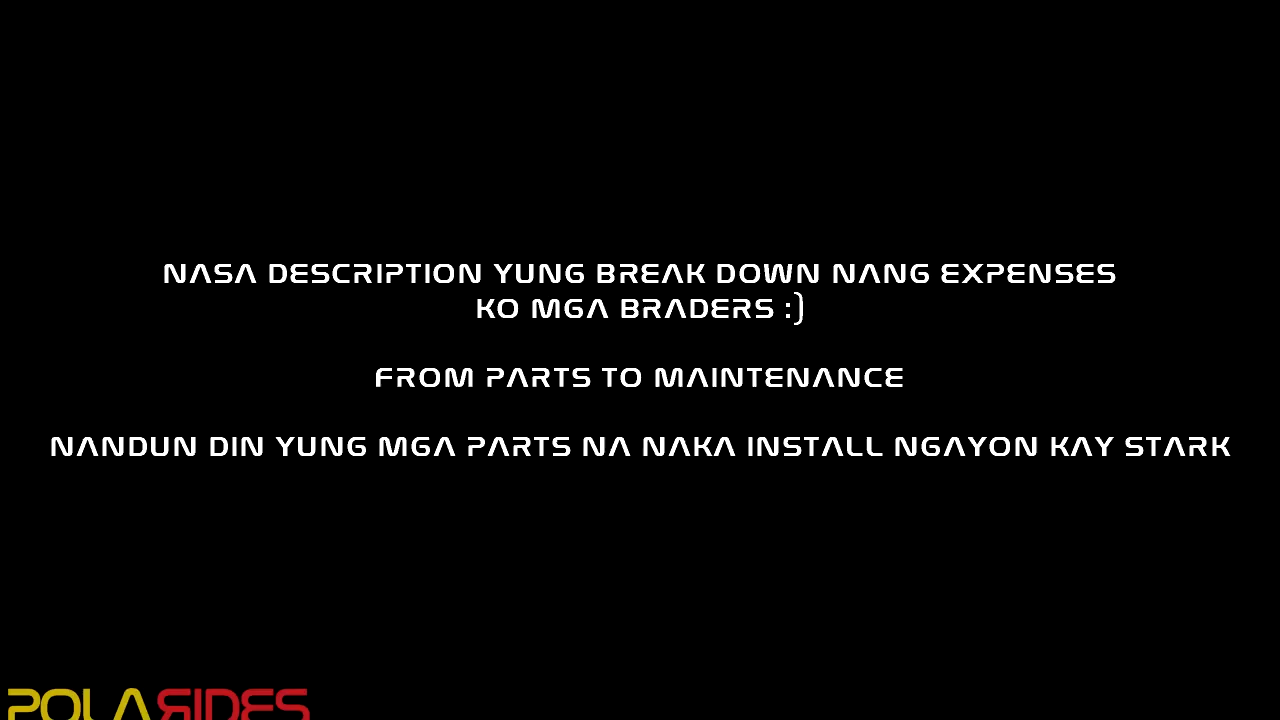 NASA DESCRIPTION YUNG BREAK DOWN NANG EXPENSES
KO MGA BRADERS :)
FROM PARTS TO MAINTENANCE
NANDUN DIN YUNG MGA PARTS NA NAKA INSTALL NGAYON KAY STARK
POLARIDES